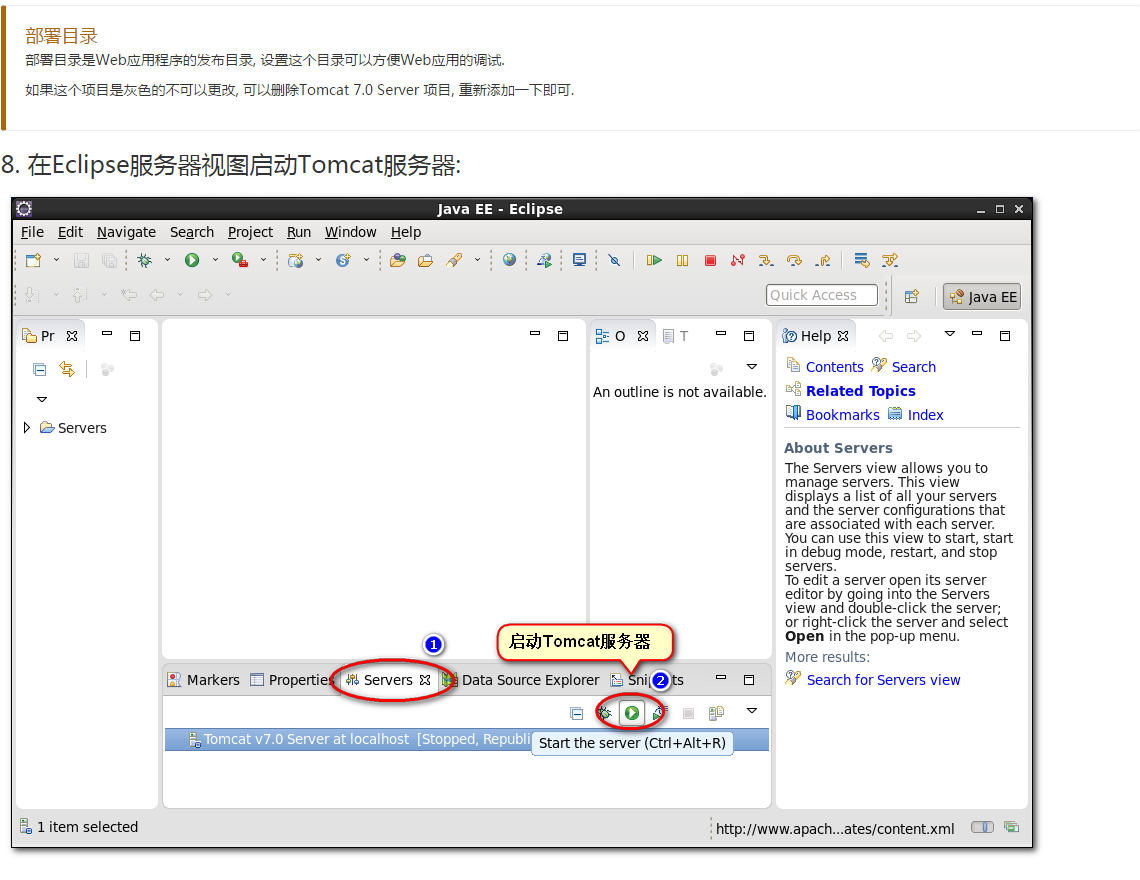 部署目录
部署目录是Web应用程序的发布目录, 设置这个目录可以方便Web应用的调试.
如果这个项目是灰色的不可以更改, 可以删除Tomcat 7.0 Server 项目, 重新添加一下即可.
8. 在Eclipse服务器视图启动Tomcat服务器:
Java EE - Eclipse
File Edit Navigate Search Project Run Window Help
Quick Access
Java EE
Pr
Servers
O T
An outline is not available.
Help
Contents Search
Related Topics
Bookmarks Index
About Servers
The Servers view allows you to
manage servers. This view
displays a list of all your servers
and the server configurations that
are associated with each server.
You can use this view to start, start
in debug mode, restart, and stop
servers.
To edit a server open its server
editor by going into the Servers
view and double-click the server;
or right-click the server and select
Open in the pop-up menu.
More results:
Search for Servers view
1
启动Tomcat服务器
2
Markers Properties Servers Data Source Explorer
Tomcat v7.0 Server at localhost [Stopped, Republi
Start the server (Ctrl+Alt+R)
1 item selected
http://www.apach...ates/content.xml